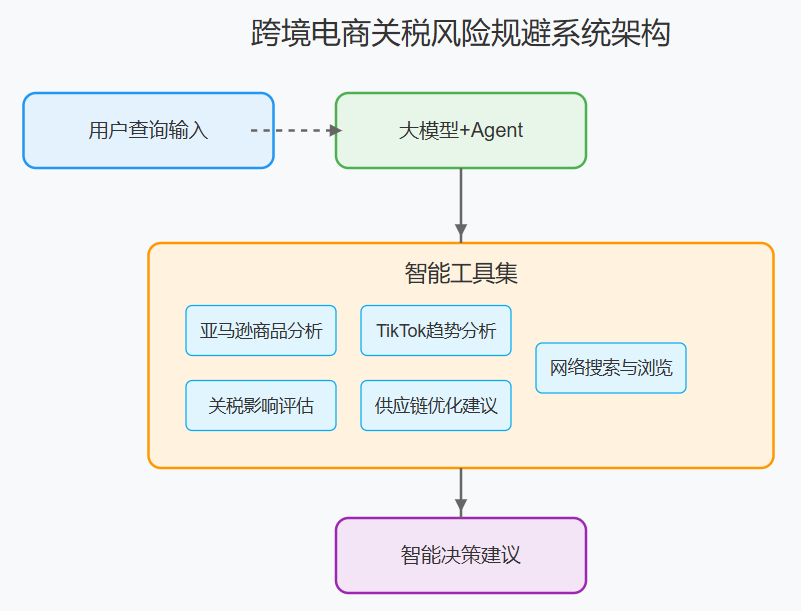 跨境电商关税风险规避系统架构
用户查询输入
大模型+Agent
智能工具集
亚马逊商品分析
TikTok趋势分析
网络搜索与浏览
关税影响评估
供应链优化建议
智能决策建议